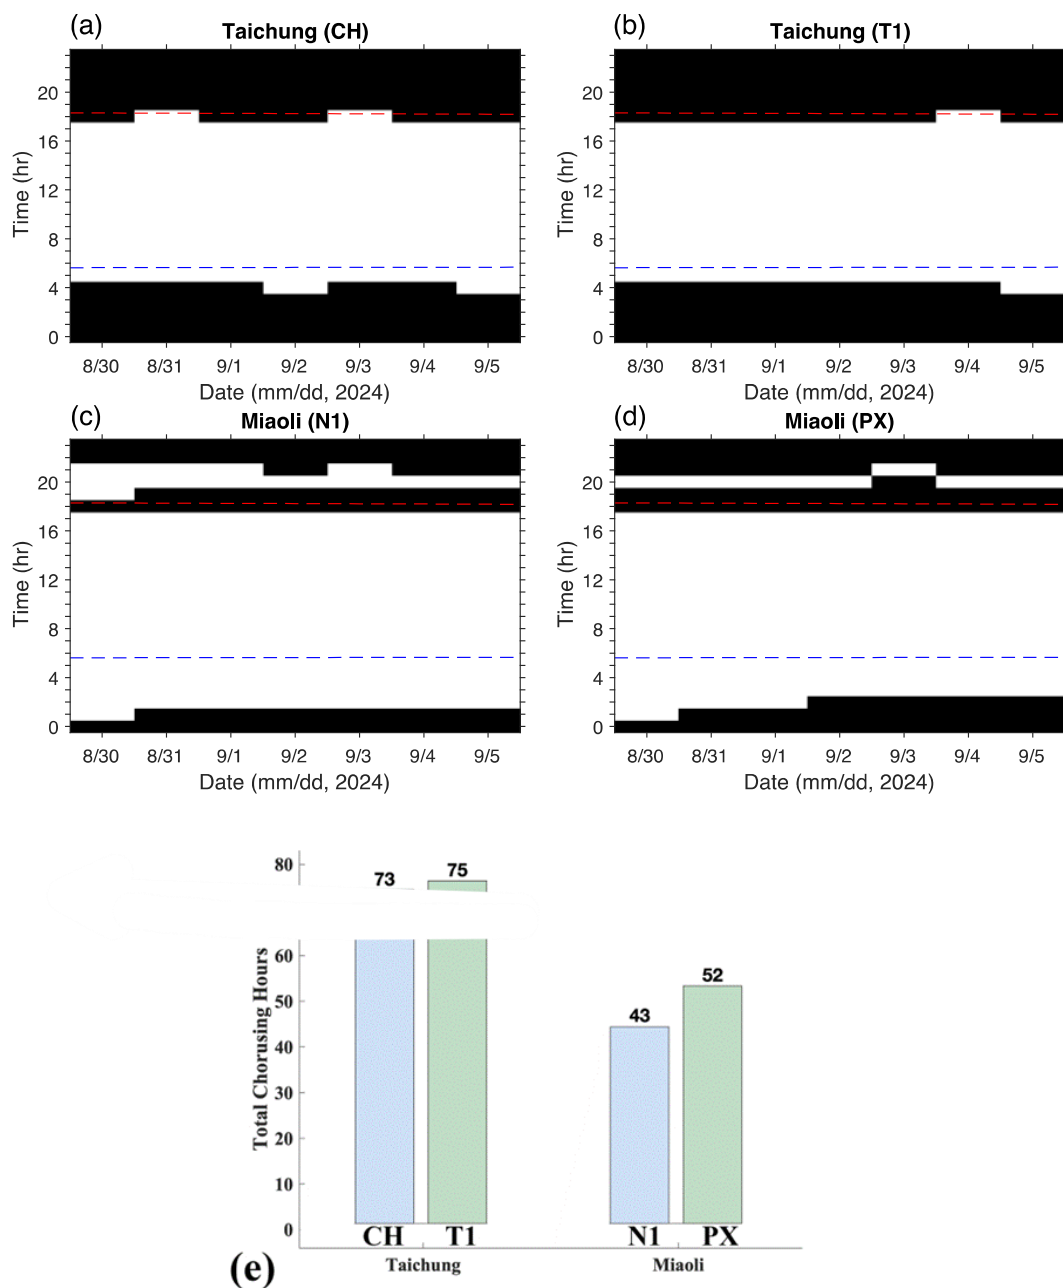 (a)
Taichung (CH)
20
16
12
8
4
0
Time (hr)
8/30 8/31 9/1 9/2 9/3 9/4 9/5
Date (mm/dd, 2024)
(b)
Taichung (T1)
20
16
12
8
4
0
Time (hr)
8/30 8/31 9/1 9/2 9/3 9/4 9/5
Date (mm/dd, 2024)
(c)
Miaoli (N1)
20
16
12
8
4
0
Time (hr)
8/30 8/31 9/1 9/2 9/3 9/4 9/5
Date (mm/dd, 2024)
(d)
Miaoli (PX)
20
16
12
8
4
0
Time (hr)
8/30 8/31 9/1 9/2 9/3 9/4 9/5
Date (mm/dd, 2024)
80
60
50
40
30
20
10
0
Total Chorusing Hours
73 75
43 52
CH T1 N1 PX
Taichung Miaoli
(e)